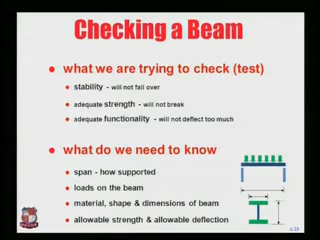 Checking a Beam
what we are trying to check (test)
stability - will not fall over
adequate strength - will not break
adequate functionality - will not deflect too much
what do we need to know
span - how supported
loads on the beam
material, shape & dimensions of beam
allowable strength & allowable deflection